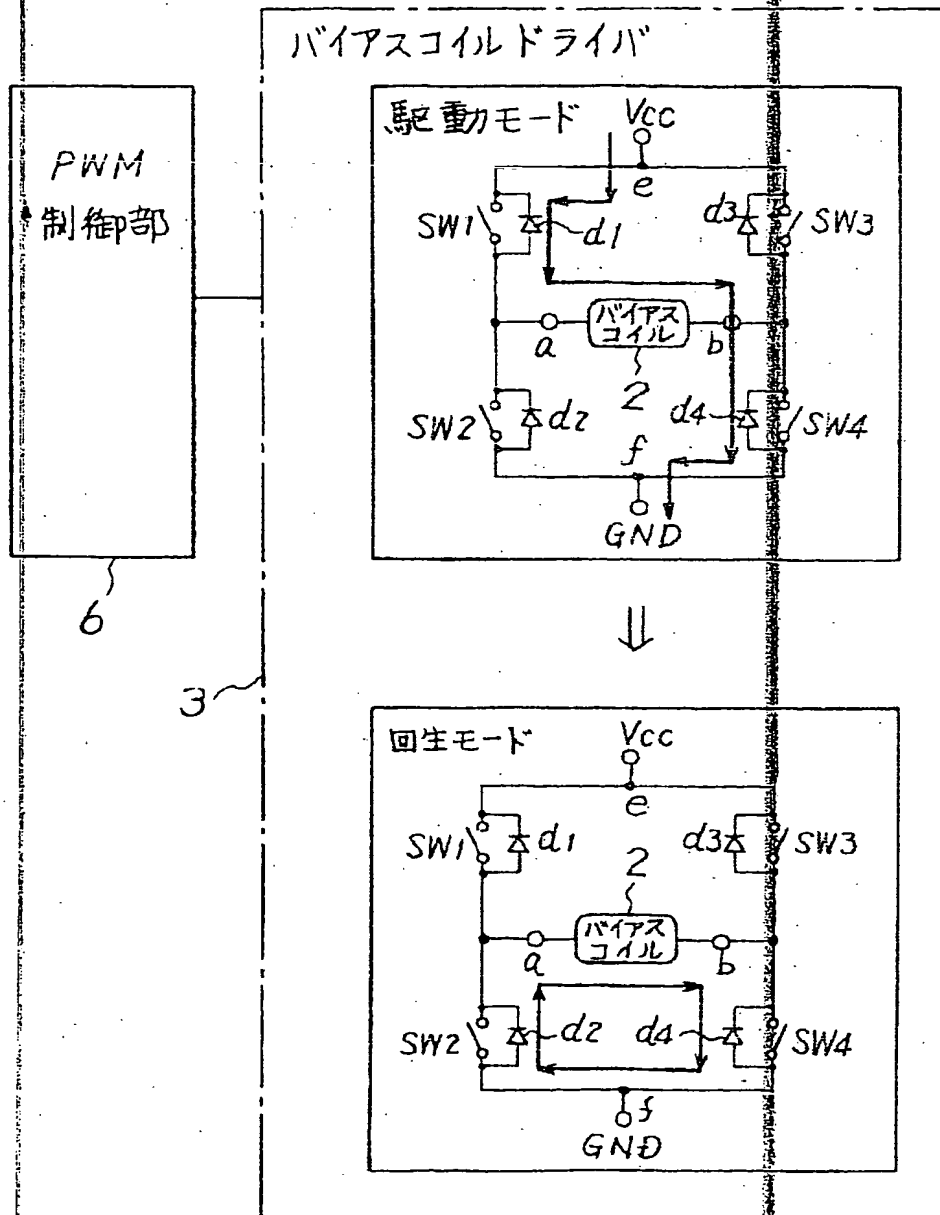 バイアスコイルドライバ
PWM
制御部
6
3
駆動モード
Vcc
e
SW1
d1
d3
SW3
バイアス
コイル
a
b
2
SW2
d2
d4
SW4
f
GND
⇓
回生モード
Vcc
e
SW1
d1
2
d3
SW3
バイアス
コイル
a
b
SW2
d2
d4
SW4
f
GND